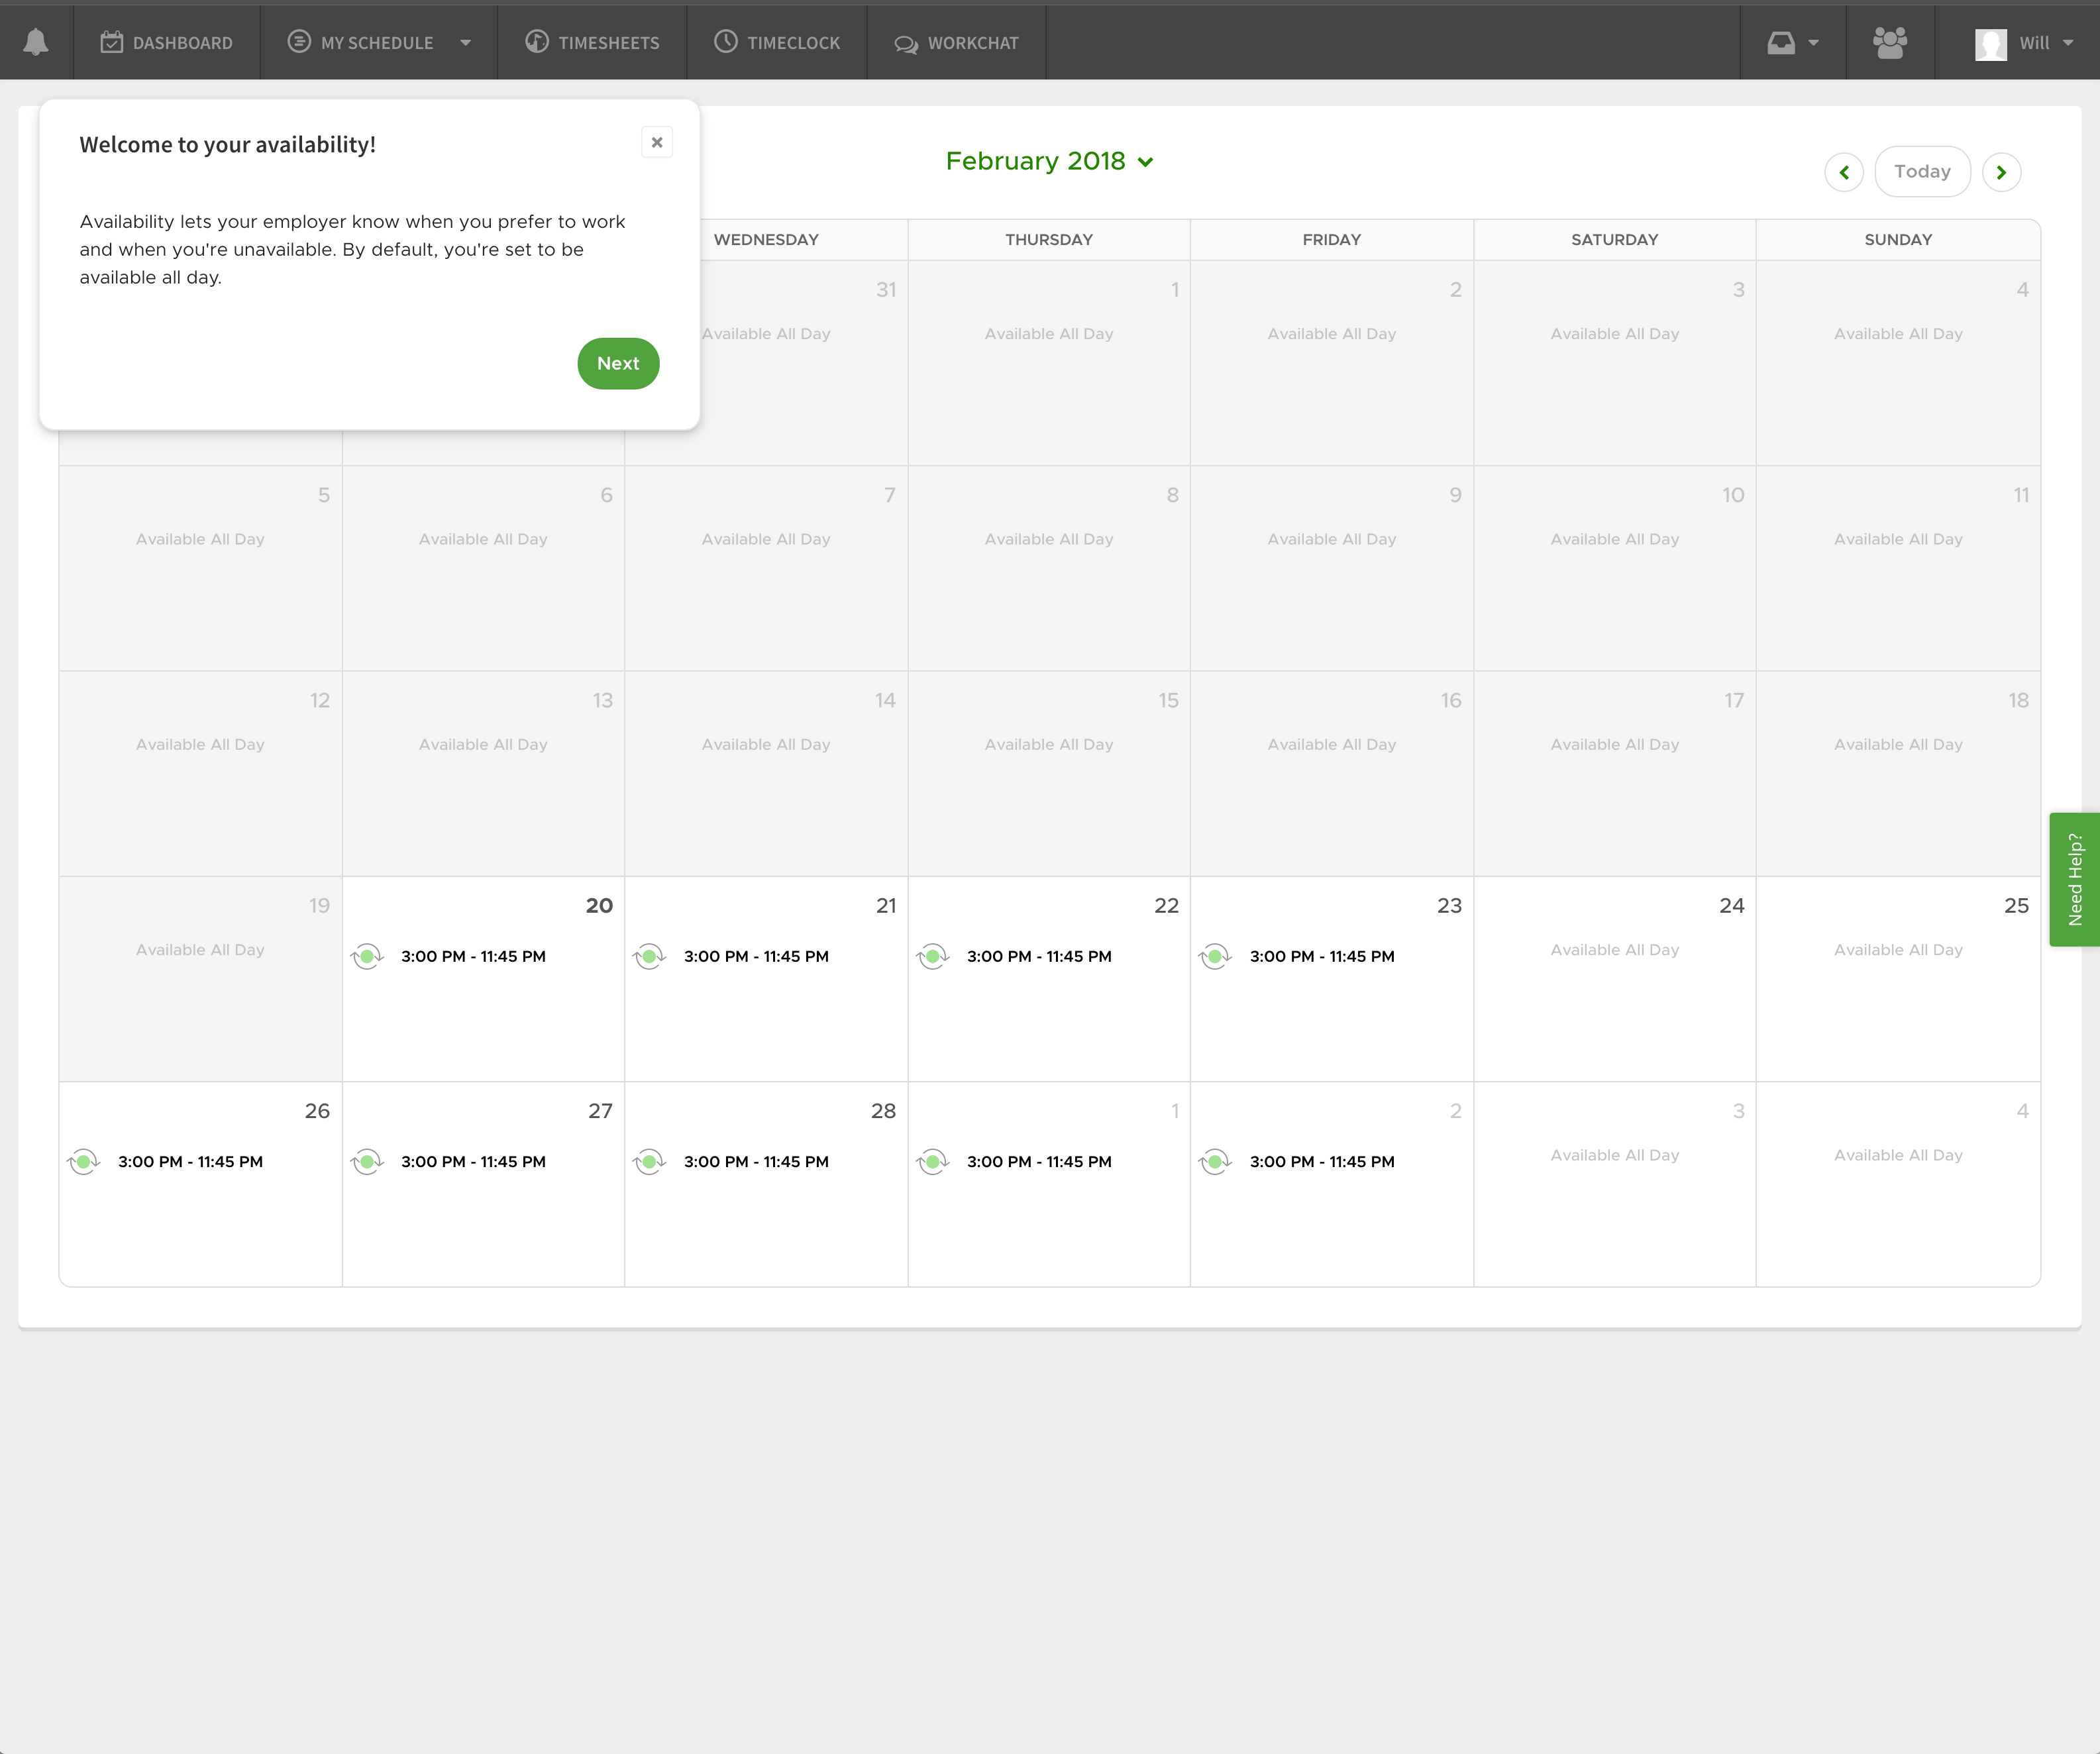 DASHBOARD
MY SCHEDULE
TIMESHEETS
TIMECLOCK
WORKCHAT
Will
Welcome to your availability!
Availability lets your employer know when you prefer to work
and when you're unavailable. By default, you're set to be
available all day.
Next
February 2018
Today
WEDNESDAY THURSDAY FRIDAY SATURDAY SUNDAY
31 1 2 3 4
Available All Day Available All Day Available All Day Available All Day Available All Day
5 6 7 8 9 10 11
Available All Day Available All Day Available All Day Available All Day Available All Day Available All Day Available All Day
12 13 14 15 16 17 18
Available All Day Available All Day Available All Day Available All Day Available All Day Available All Day Available All Day
19 20 21 22 23 24 25
Available All Day 3:00 PM - 11:45 PM 3:00 PM - 11:45 PM 3:00 PM - 11:45 PM 3:00 PM - 11:45 PM Available All Day Available All Day
26 27 28 1 2 3 4
3:00 PM - 11:45 PM 3:00 PM - 11:45 PM 3:00 PM - 11:45 PM 3:00 PM - 11:45 PM 3:00 PM - 11:45 PM Available All Day Available All Day
Need Help?